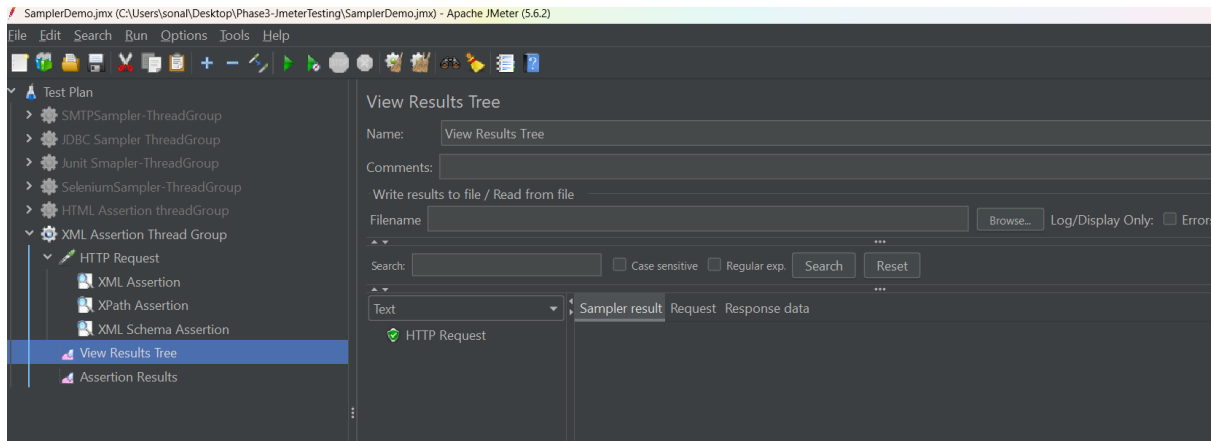 SamplerDemo.jmx (C:\Users\sonal\Desktop\Phase3-JmeterTesting\SamplerDemo.jmx) - Apache JMeter (5.6.2)
File Edit Search Run Options Tools Help
Test Plan
SMTPSampler-ThreadGroup
JDBC Sampler ThreadGroup
Junit Smapler-ThreadGroup
SeleniumSampler-ThreadGroup
HTML Assertion threadGroup
XML Assertion Thread Group
HTTP Request
XML Assertion
XPath Assertion
XML Schema Assertion
View Results Tree
Assertion Results
View Results Tree
Name: View Results Tree
Comments:
Write results to file / Read from file
Filename Browse... Log/Display Only: Errors
Search: Case sensitive Regular exp. Search Reset
Text Sampler result Request Response data
HTTP Request